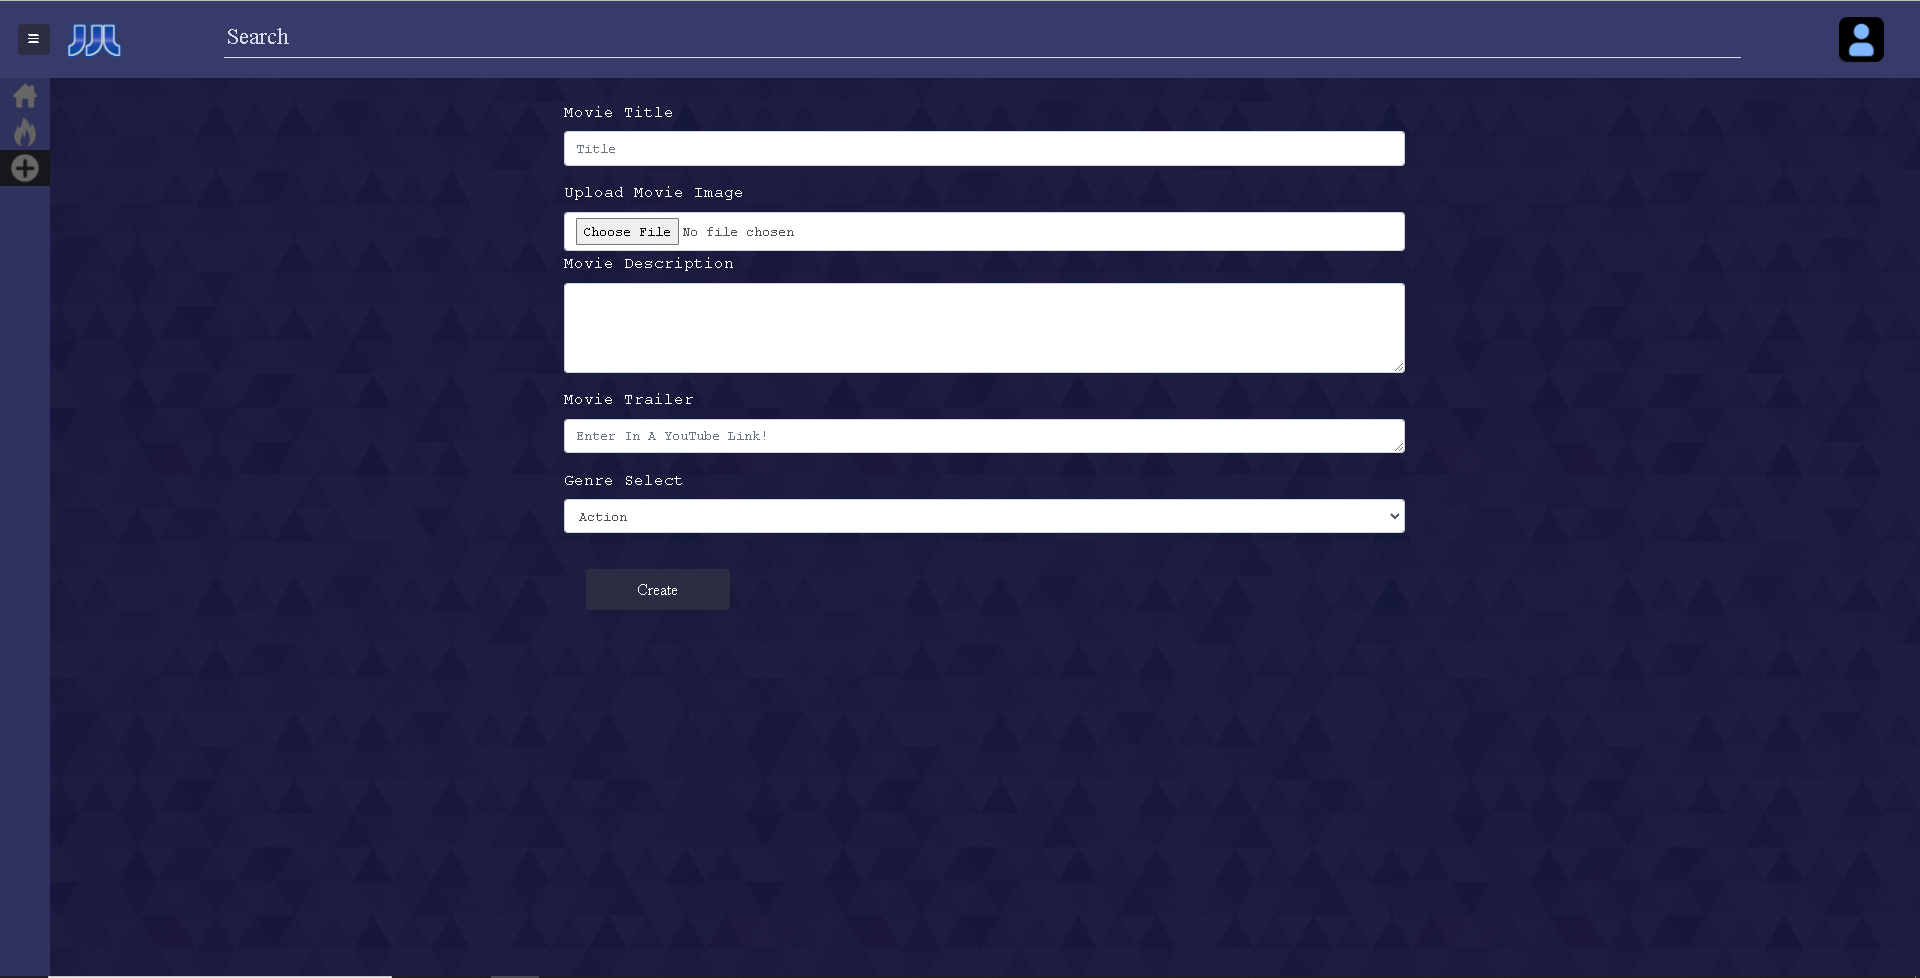 Search
Movie Title
Title
Upload Movie Image
Choose File No file chosen
Movie Description
Movie Trailer
Enter In A YouTube Link!
Genre Select
Action
Create